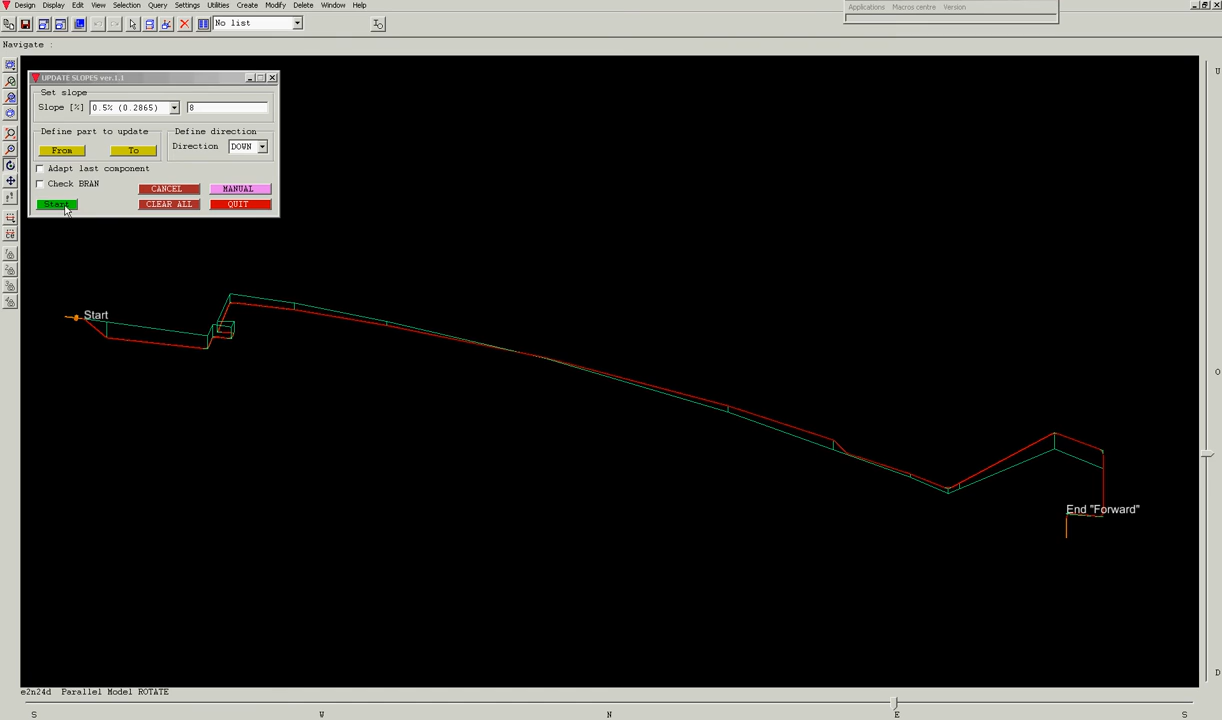 Design Display Edit View Selection Query Settings Utilities Create Modify Delete Window Help
Applications Macros centre Version
No list
Navigate :
UPDATE SLOPES ver.1.1
Set slope
Slope [%] 0.5% (0.2865) 8
Define part to update Define direction
From To Direction DOWN
Adapt last component
Check BRAN
CANCEL MANUAL
Start CLEAR ALL QUIT
U
Start
O
End "Forward"
D
e2n24d Parallel Model ROTATE
S W N E S